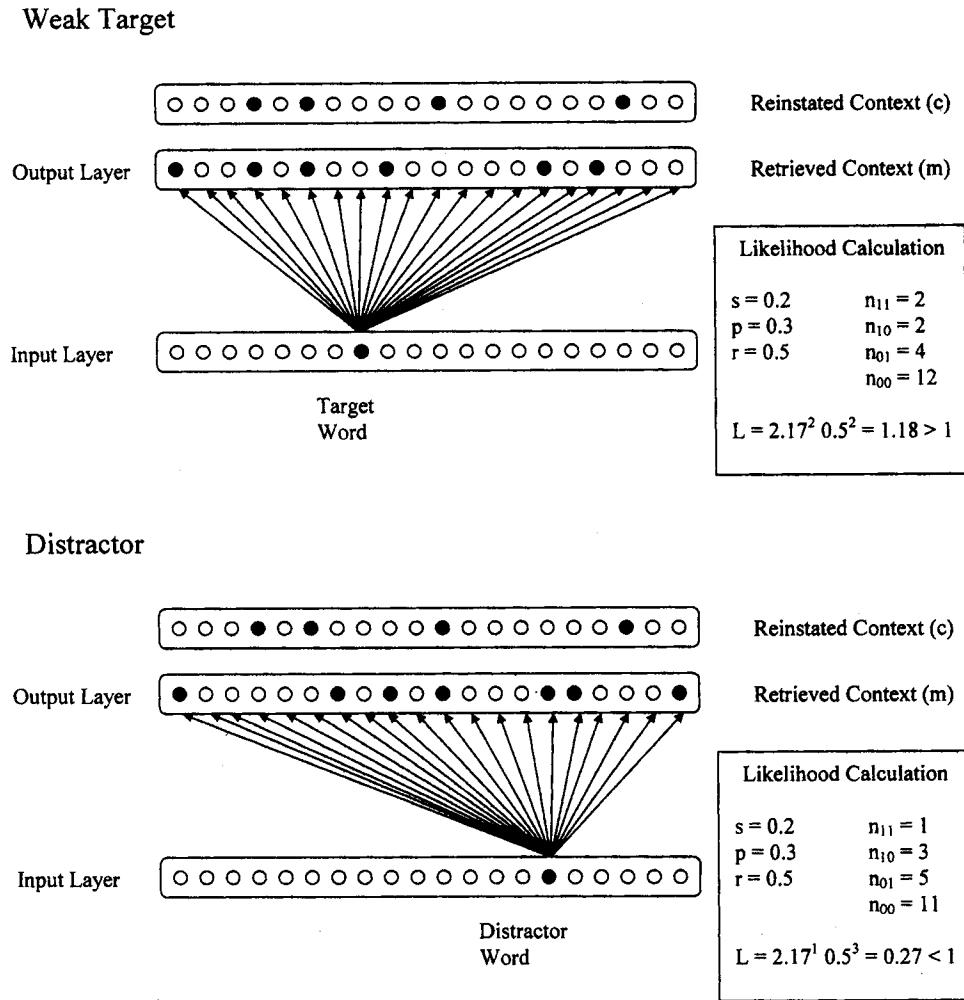 Weak Target
Reinstated Context (c)
Output Layer
Retrieved Context (m)
Likelihood Calculation
s = 0.2 n₁₁ = 2
p = 0.3 n₁₀ = 2
r = 0.5 n₀₁ = 4
n₀₀ = 12
L = 2.17² 0.5² = 1.18 > 1
Input Layer
Target
Word
Distractor
Reinstated Context (c)
Output Layer
Retrieved Context (m)
Likelihood Calculation
s = 0.2 n₁₁ = 1
p = 0.3 n₁₀ = 3
r = 0.5 n₀₁ = 5
n₀₀ = 11
L = 2.17¹ 0.5³ = 0.27 < 1
Input Layer
Distractor
Word